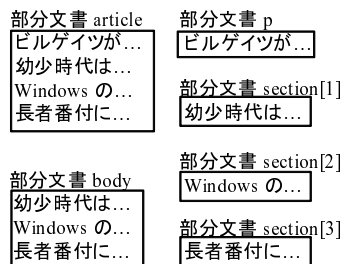 部分文書 article
ビルゲイツが…
幼少時代は…
Windows の…
長者番付に…
部分文書 body
幼少時代は…
Windows の…
長者番付に…
部分文書 p
ビルゲイツが…
部分文書 section[1]
幼少時代は…
部分文書 section[2]
Windows の…
部分文書 section[3]
長者番付に…